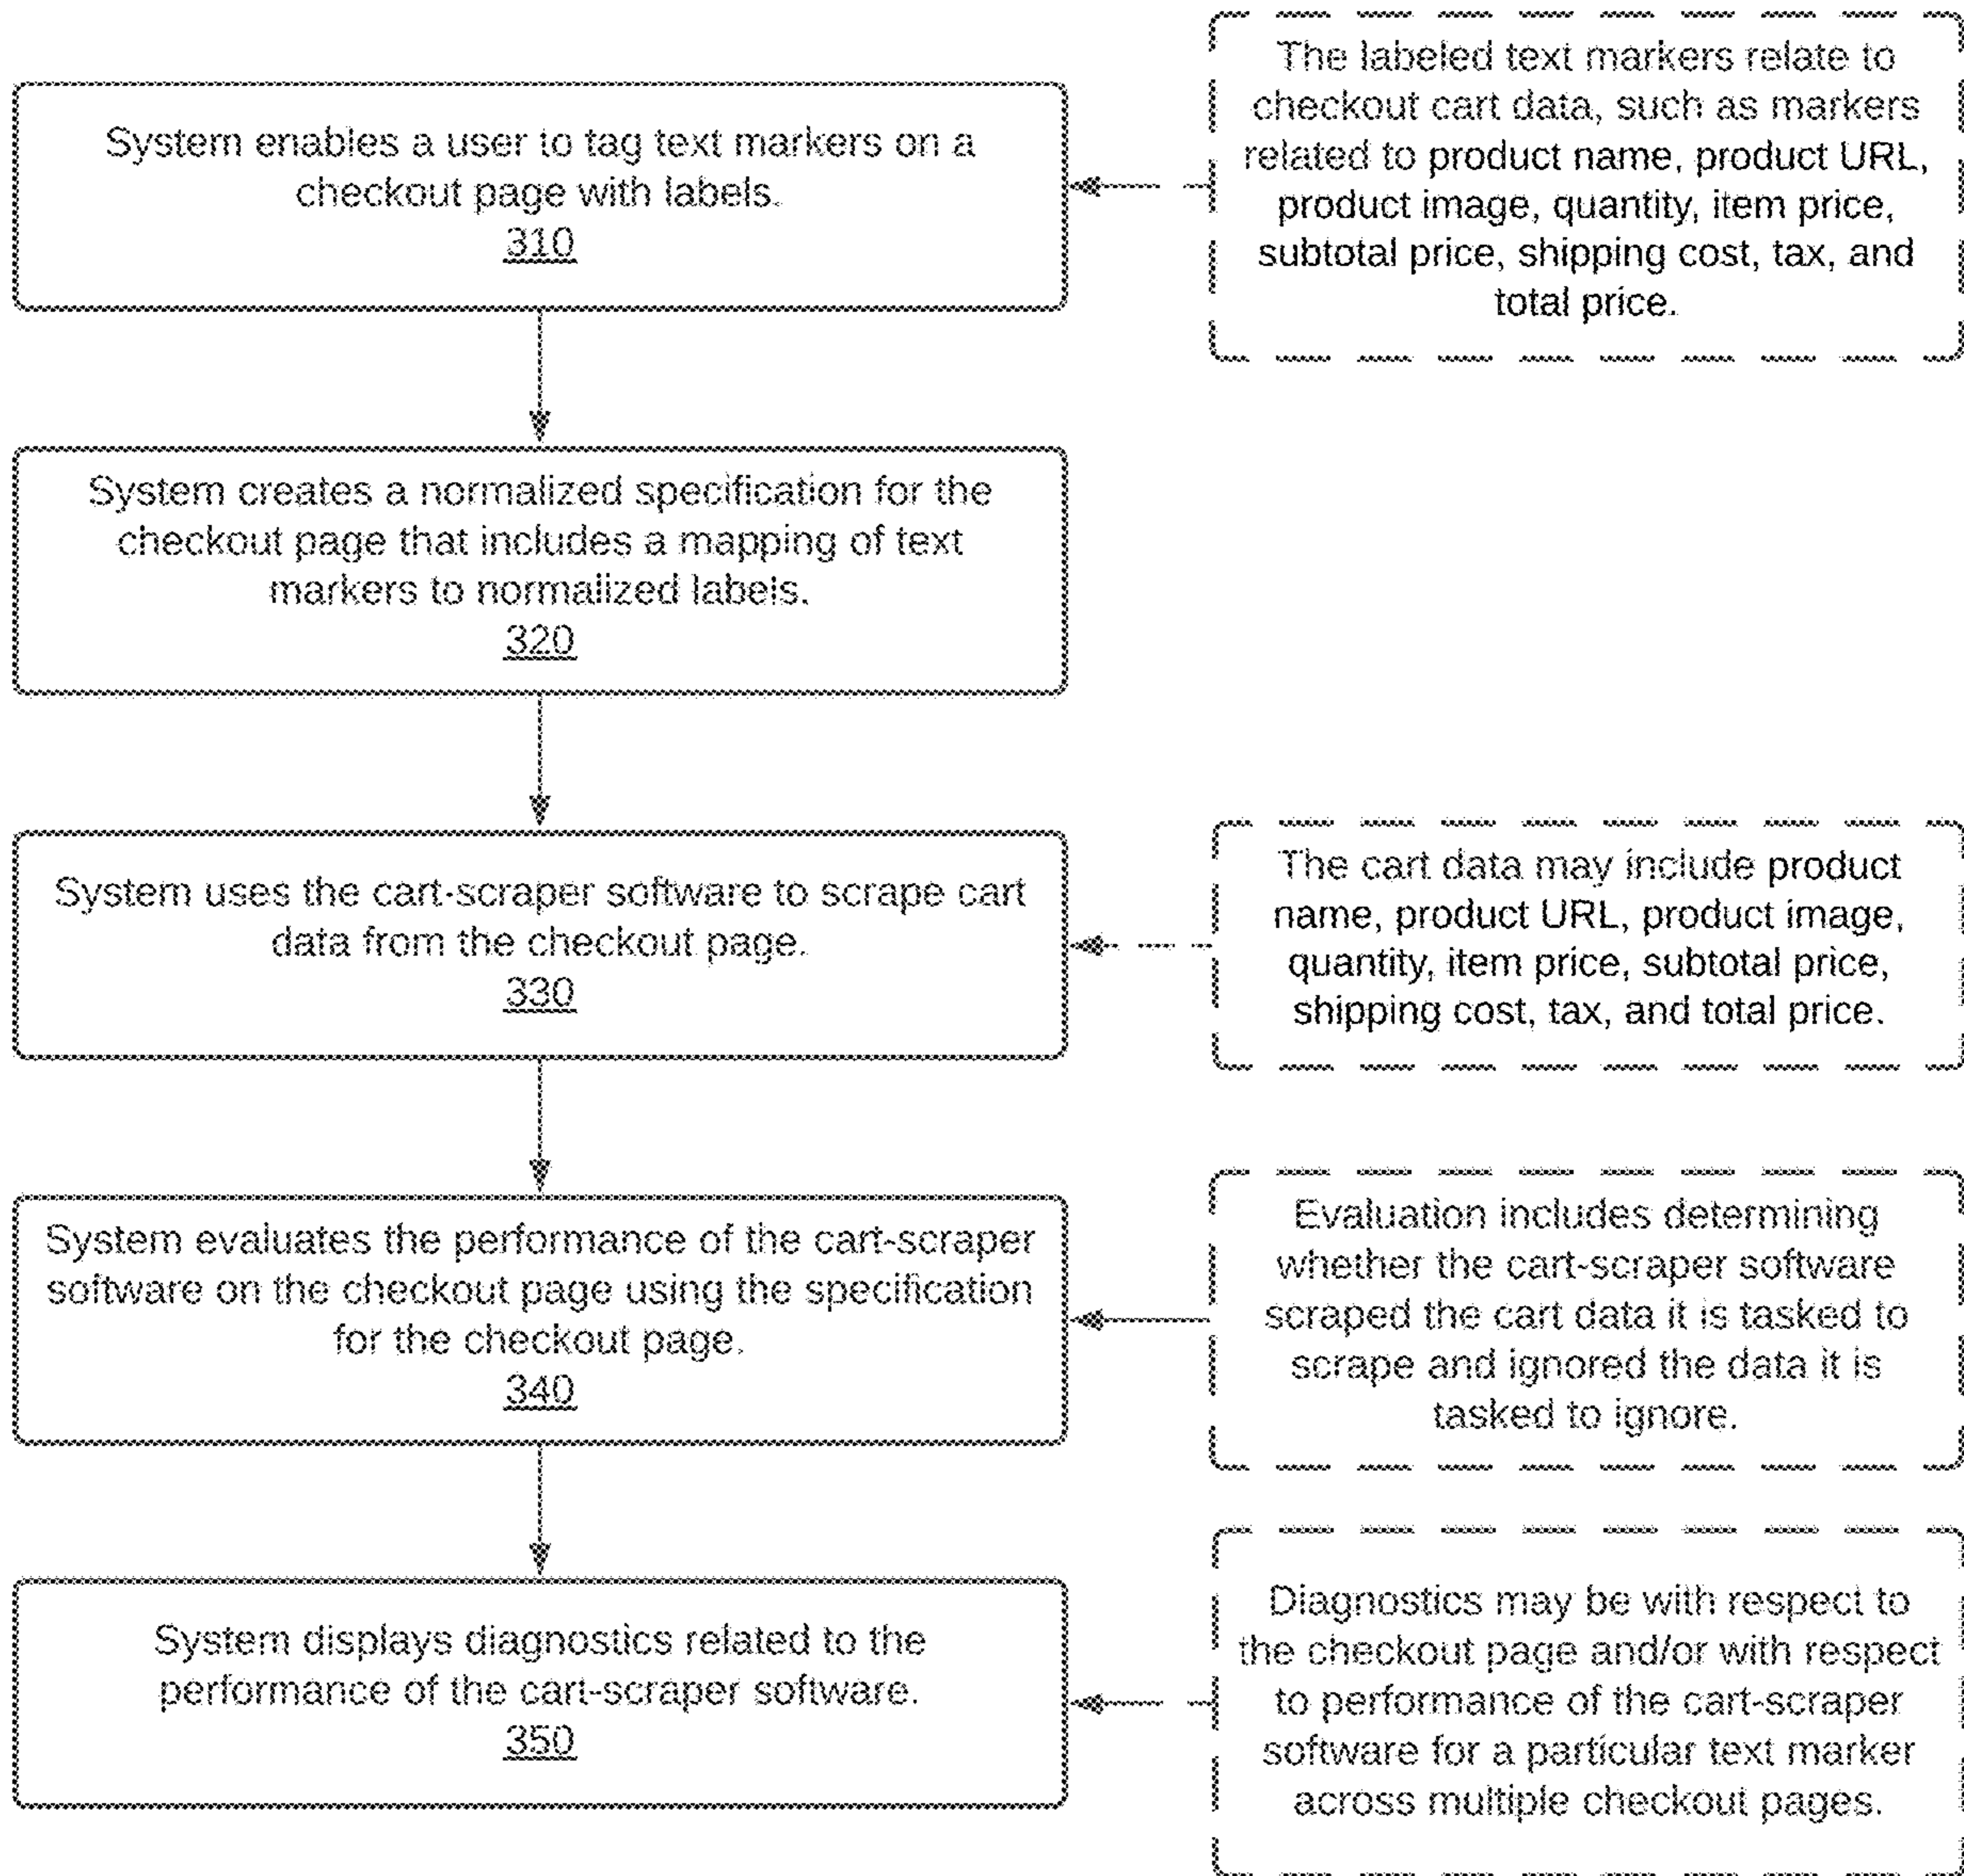 System enables a user to tag text markers on a
checkout page with labels.
310
The labeled text markers relate to
checkout cart data, such as markers
related to product name, product URL,
product image, quantity, item price,
subtotal price, shipping cost, tax, and
total price.
System creates a normalized specification for the
checkout page that includes a mapping of text
markers to normalized labels.
320
System uses the cart-scraper software to scrape cart
data from the checkout page.
330
The cart data may include product
name, product URL, product image,
quantity, item price, subtotal price,
shipping cost, tax, and total price.
System evaluates the performance of the cart-scraper
software on the checkout page using the specification
for the checkout page.
340
Evaluation includes determining
whether the cart-scraper software
scraped the cart data it is tasked to
scrape and ignored the data it is
tasked to ignore.
System displays diagnostics related to the
performance of the cart-scraper software.
350
Diagnostics may be with respect to
the checkout page and/or with respect
to performance of the cart-scraper
software for a particular text marker
across multiple checkout pages.